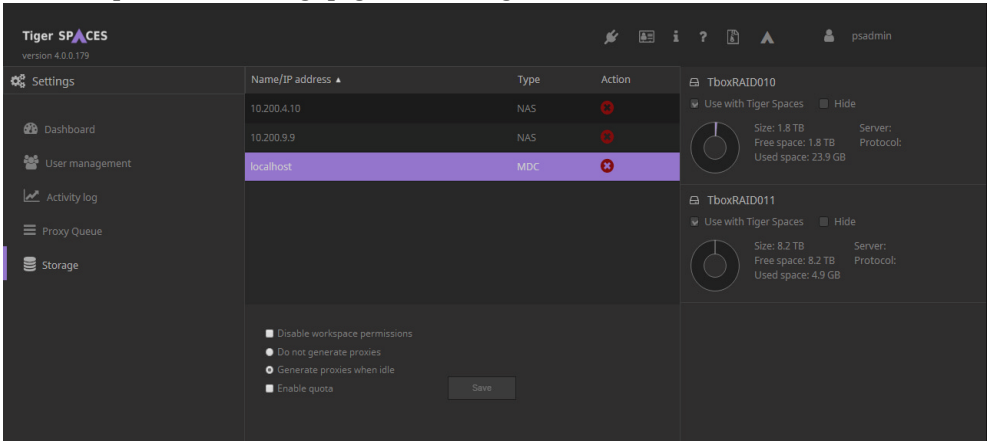 Tiger SPACES
version 4.0.0.179
psadmin
Settings
Dashboard
User management
Activity log
Proxy Queue
Storage
Name/IP address Type Action
10.200.4.10 NAS
10.200.9.9 NAS
localhost MDC
Disable workspace permissions
Do not generate proxies
Generate proxies when idle
Enable quota
Save
TboxRAID010
Use with Tiger Spaces Hide
Size: 1.8 TB Server:
Free space: 1.8 TB Protocol:
Used space: 23.9 GB
TboxRAID011
Use with Tiger Spaces Hide
Size: 8.2 TB Server:
Free space: 8.2 TB Protocol:
Used space: 4.9 GB